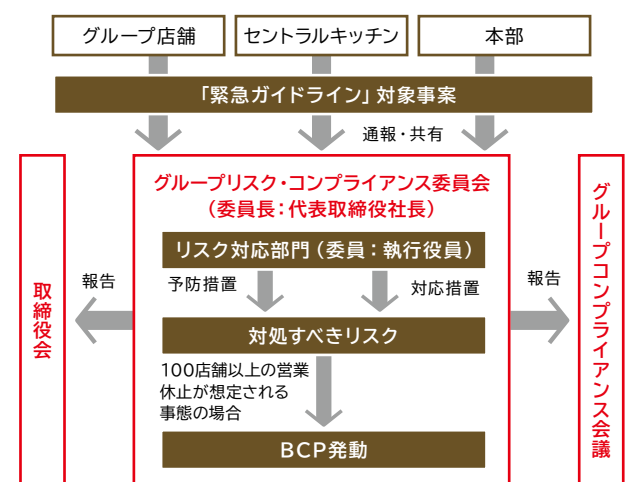 グループ店舗
セントラルキッチン
本部
「緊急ガイドライン」対象事案
通報・共有
グループリスク・コンプライアンス委員会
（委員長：代表取締役社長）
リスク対応部門（委員：執行役員）
予防措置
対応措置
対処すべきリスク
100店舗以上の営業
休止が想定される
事態の場合
BCP発動
報告
取締役会
報告
グループコンプライアンス会議